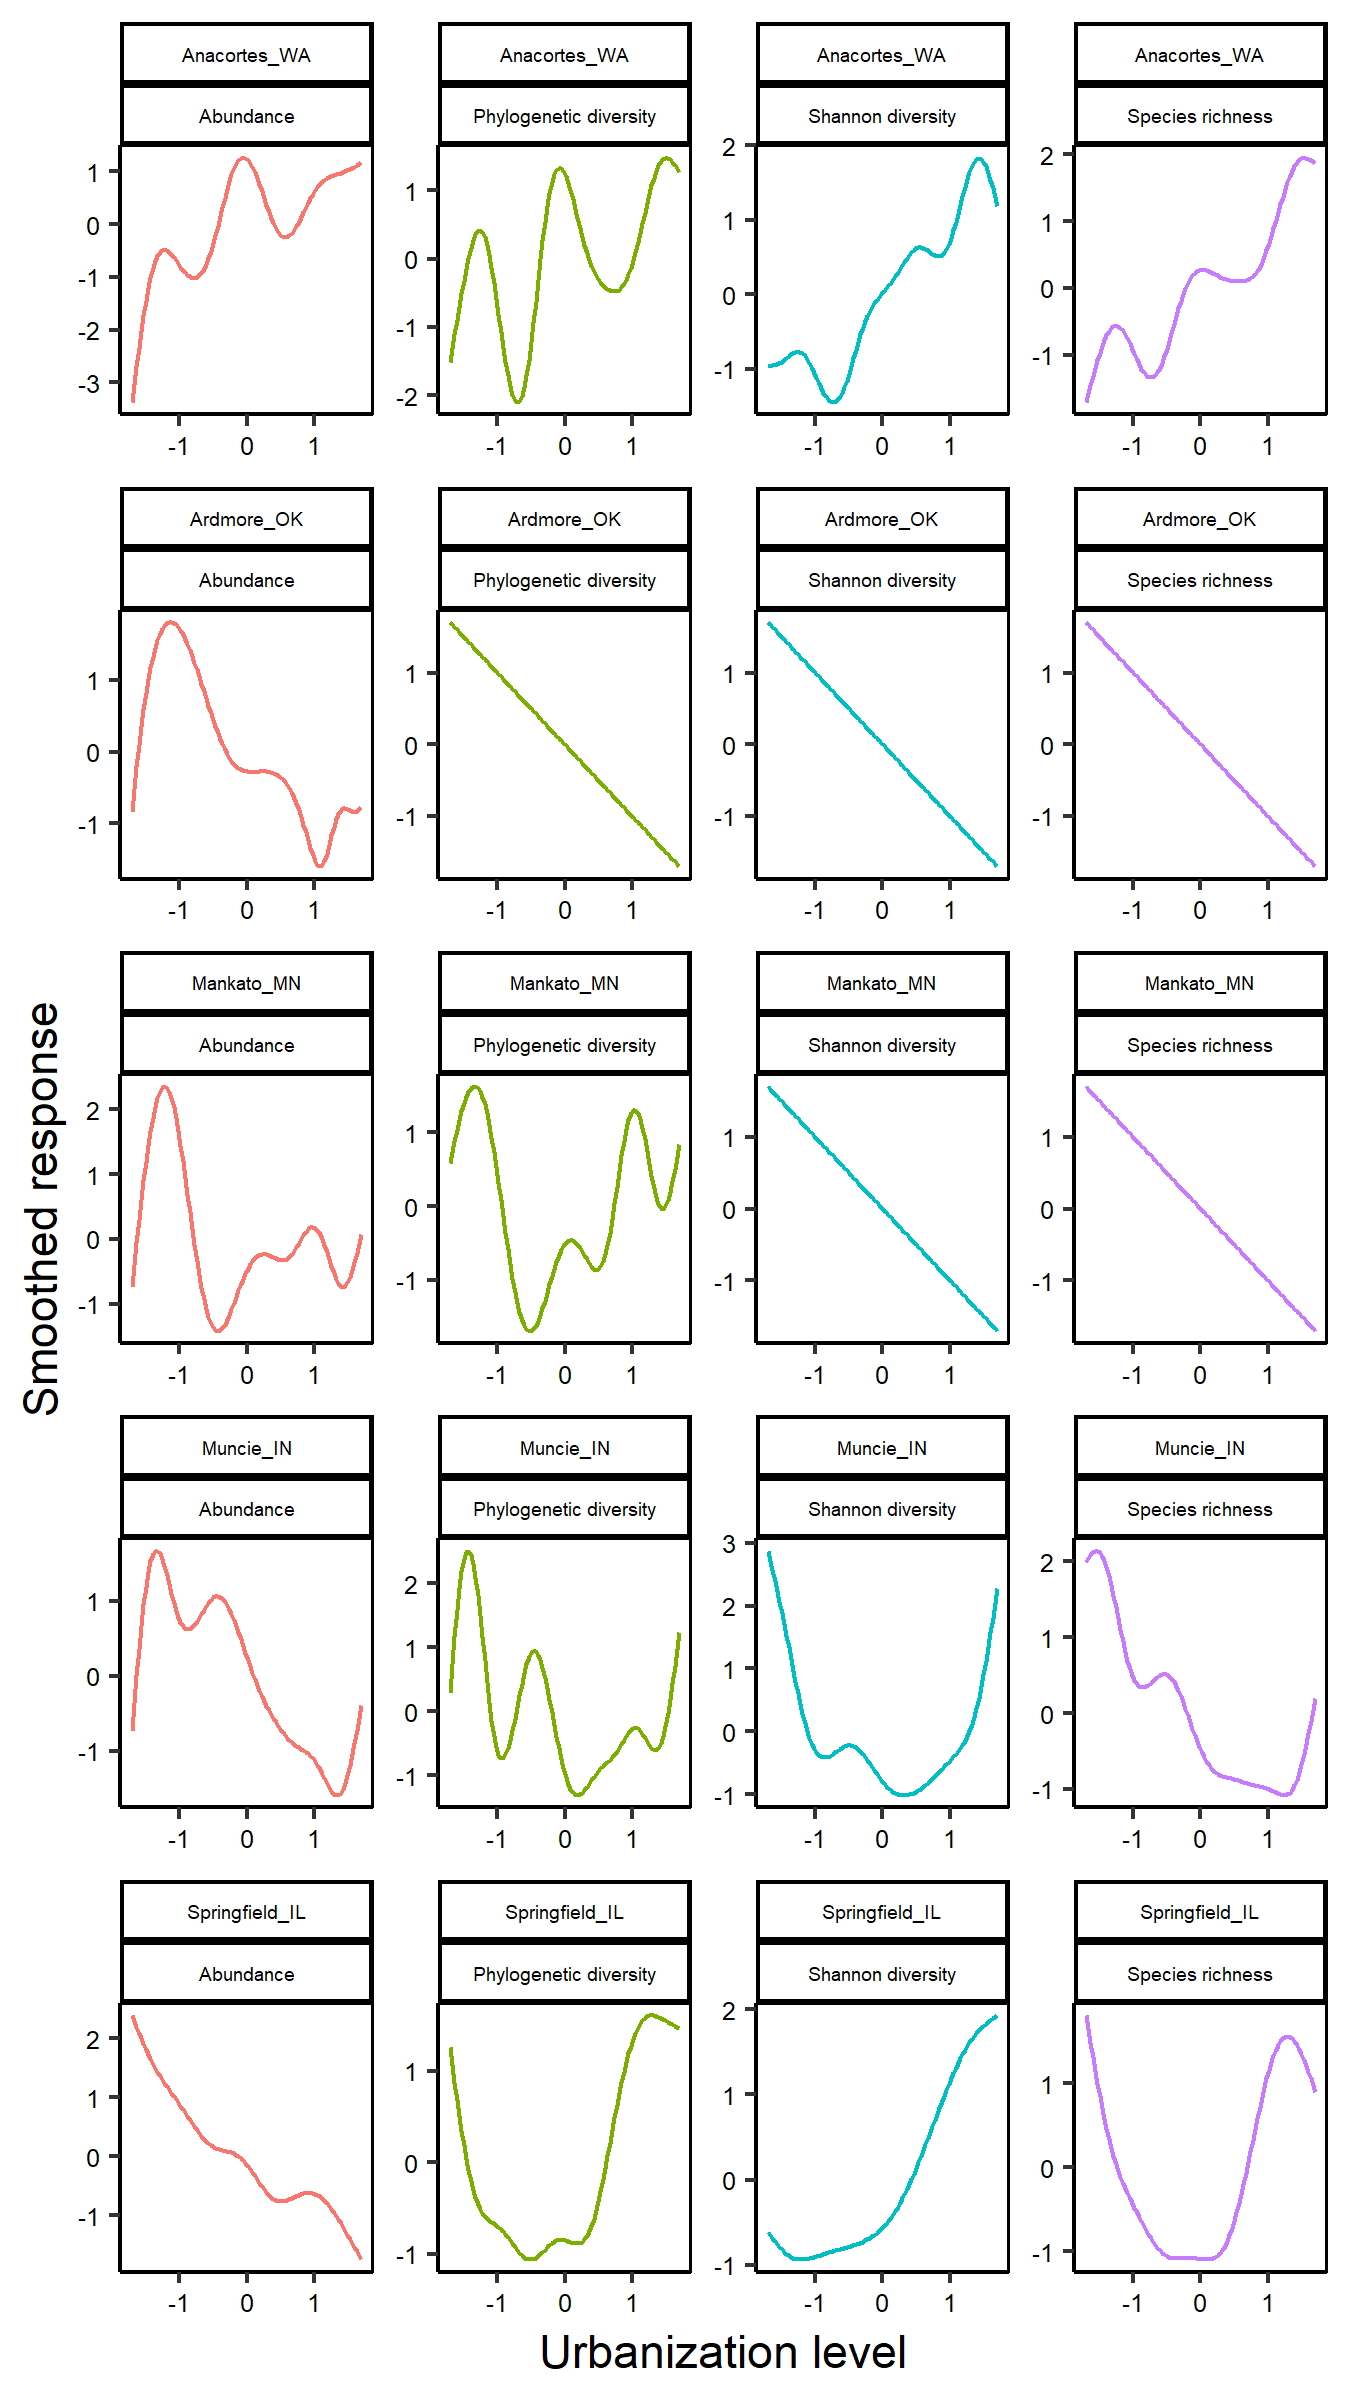 Anacortes_WA Anacortes_WA Anacortes_WA Anacortes_WA
Abundance Phylogenetic diversity Shannon diversity Species richness
1 0 -1 -2 -3
1 0 -1 -2
2 1 0 -1
2 1 0 -1
-1 0 1 -1 0 1 -1 0 1 -1 0 1
Ardmore_OK Ardmore_OK Ardmore_OK Ardmore_OK
Abundance Phylogenetic diversity Shannon diversity Species richness
1 0 -1
1 0 -1
1 0 -1
1 0 -1
-1 0 1 -1 0 1 -1 0 1 -1 0 1
Mankato_MN Mankato_MN Mankato_MN Mankato_MN
Abundance Phylogenetic diversity Shannon diversity Species richness
2 1 0 -1
1 0 -1
1 0 -1
1 0 -1
-1 0 1 -1 0 1 -1 0 1 -1 0 1
Smoothed response
Muncie_IN Muncie_IN Muncie_IN Muncie_IN
Abundance Phylogenetic diversity Shannon diversity Species richness
1 0 -1
2 1 0 -1
3 2 1 0 -1
2 1 0 -1
-1 0 1 -1 0 1 -1 0 1 -1 0 1
Springfield_IL Springfield_IL Springfield_IL Springfield_IL
Abundance Phylogenetic diversity Shannon diversity Species richness
2 1 0 -1
1 0 -1
2 1 0 -1
1 0 -1
-1 0 1 -1 0 1 -1 0 1 -1 0 1
Urbanization level